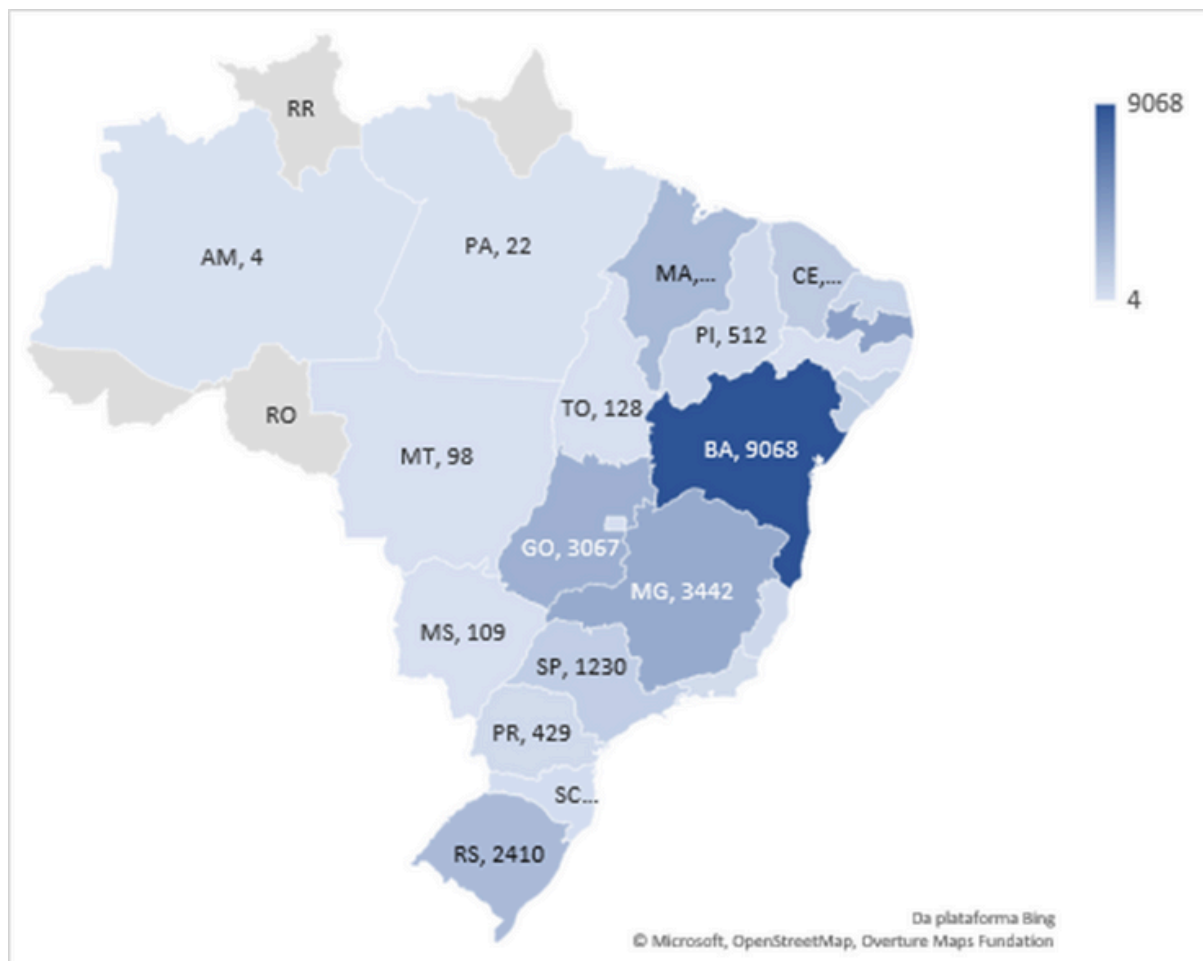 RR
9068
AM, 4
PA, 22
MA,...
CE,...
4
PI, 512
TO, 128
RO
BA, 9068
MT, 98
GO, 3067
MG, 3442
MS, 109
SP, 1230
PR, 429
SC...
RS, 2410
Da plataforma Bing
© Microsoft, OpenStreetMap, Overture Maps Fundation